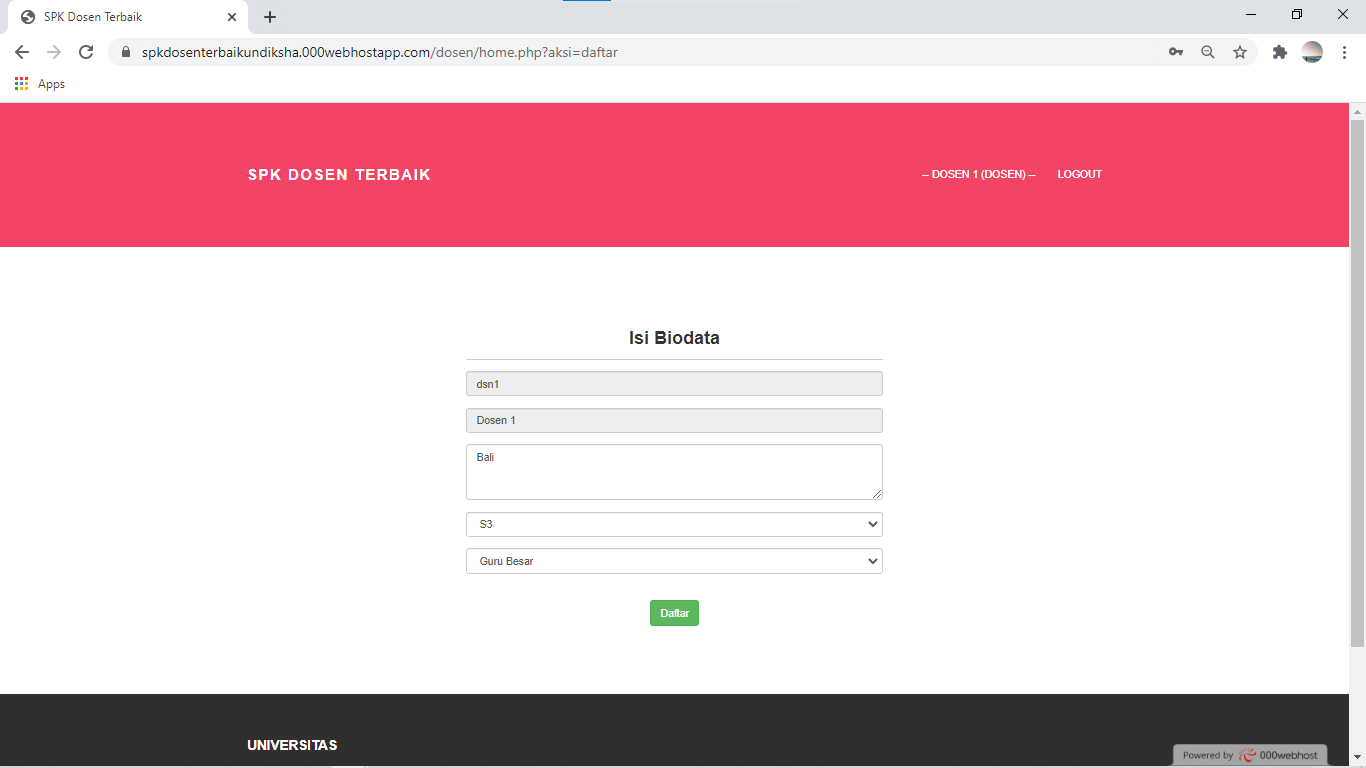 SPK Dosen Terbaik
spkdosenterbaikundiksha.000webhostapp.com/dosen/home.php?aksi=daftar
Apps
SPK DOSEN TERBAIK
-- DOSEN 1 (DOSEN) --
LOGOUT
Isi Biodata
dsn1
Dosen 1
Bali
S3
Guru Besar
Daftar
UNIVERSITAS
Powered by 000webhost